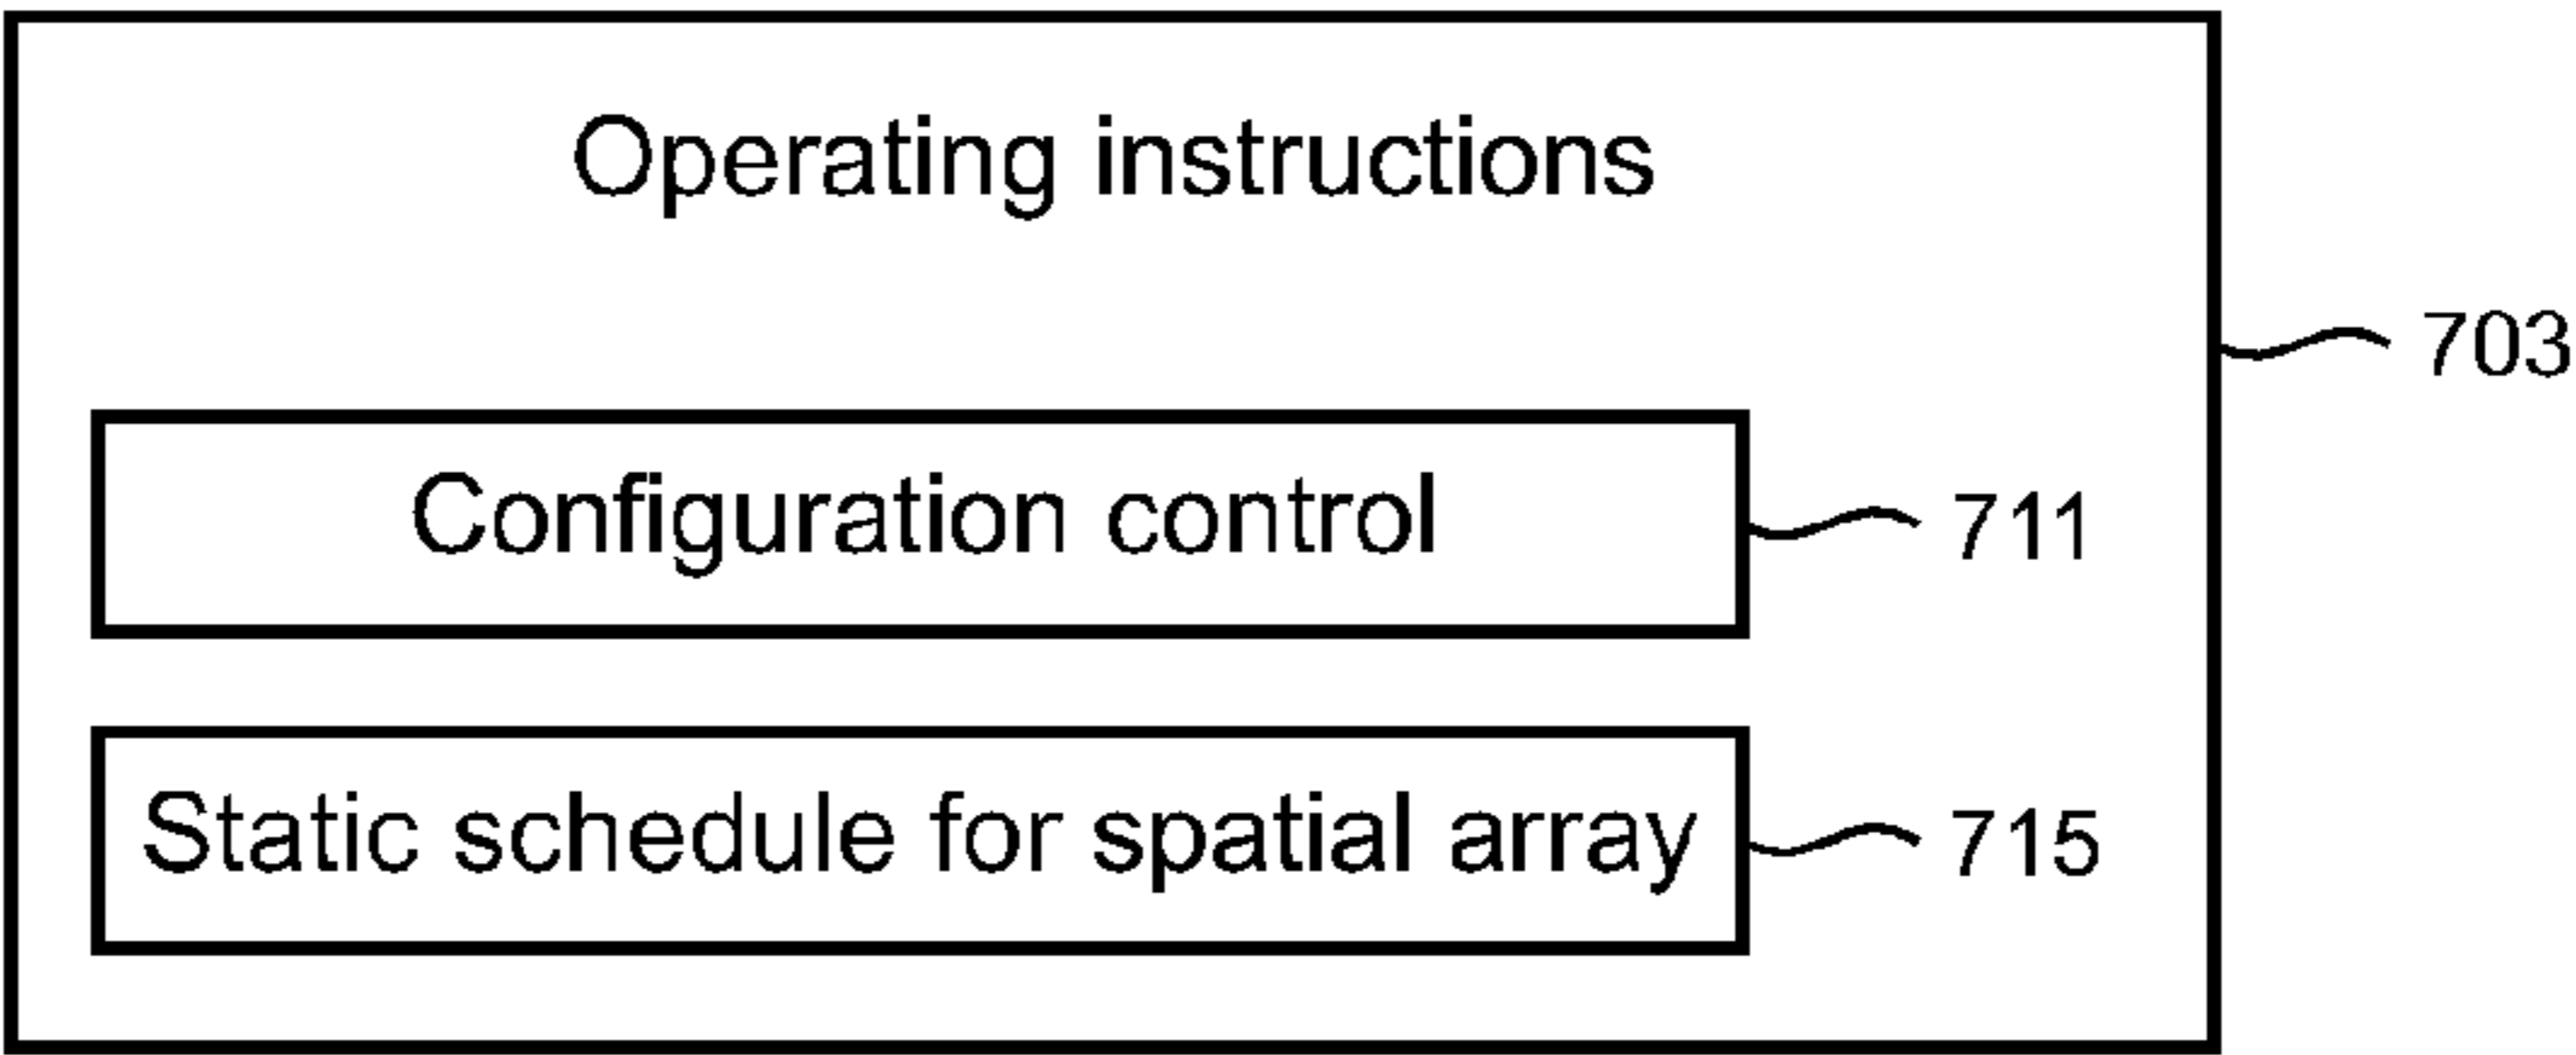 Operating instructions
703
Configuration control
711
Static schedule for spatial array
715